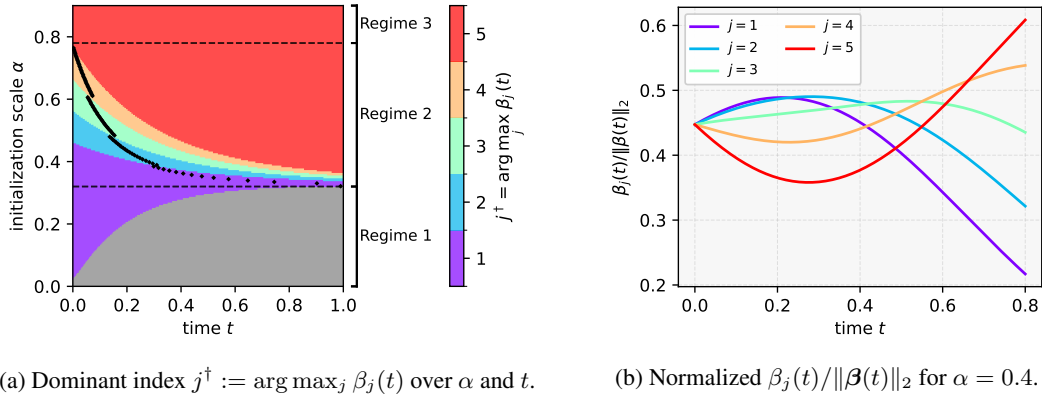 initialization scale α
0.8
0.6
0.4
0.2
0.0
0.0 0.2 0.4 0.6 0.8 1.0
time t
Regime 3
Regime 2
Regime 1
5
4
3
2
1
j† = arg max_j β_j(t)
(a) Dominant index j† := arg max_j β_j(t) over α and t.
β_j(t)/‖β(t)‖₂
0.6
0.5
0.4
0.3
0.2
j = 1
j = 2
j = 3
j = 4
j = 5
0.0 0.2 0.4 0.6 0.8
time t
(b) Normalized β_j(t)/‖β(t)‖₂ for α = 0.4.